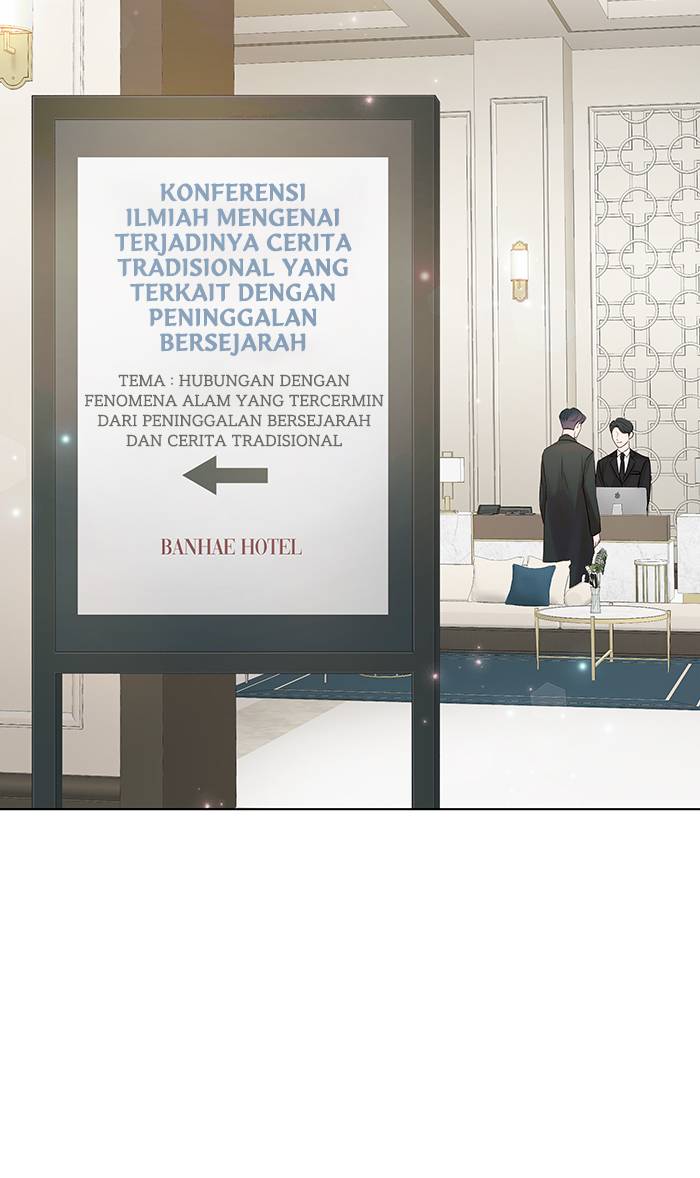 KONFERENSI
ILMIAH MENGENAI
TERJADINYA CERITA
TRADISIONAL YANG
TERKAIT DENGAN
PENINGGALAN
BERSEJARAH
TEMA : HUBUNGAN DENGAN
FENOMENA ALAM YANG TERCERMIN
DARI PENINGGALAN BERSEJARAH
DAN CERITA TRADISIONAL
BANHAE HOTEL